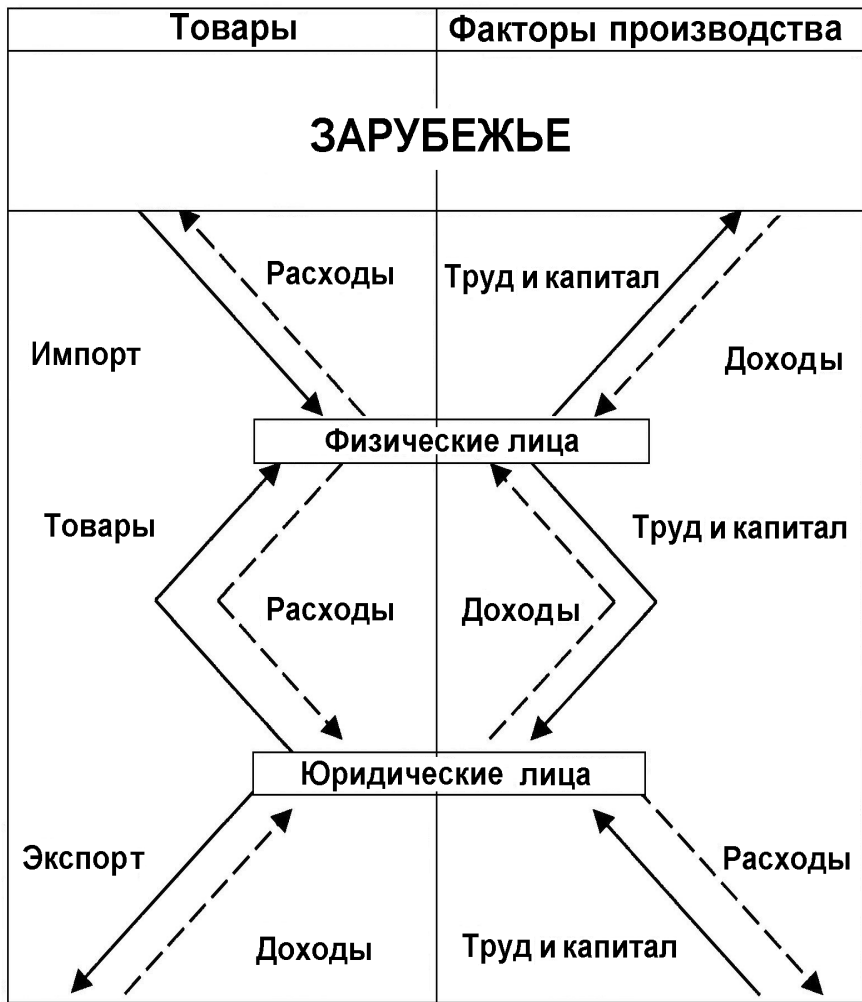 Товары
Факторы производства
ЗАРУБЕЖЬЕ
Расходы
Труд и капитал
Импорт
Доходы
Физические лица
Товары
Труд и капитал
Расходы
Доходы
Юридические лица
Экспорт
Расходы
Доходы
Труд и капитал